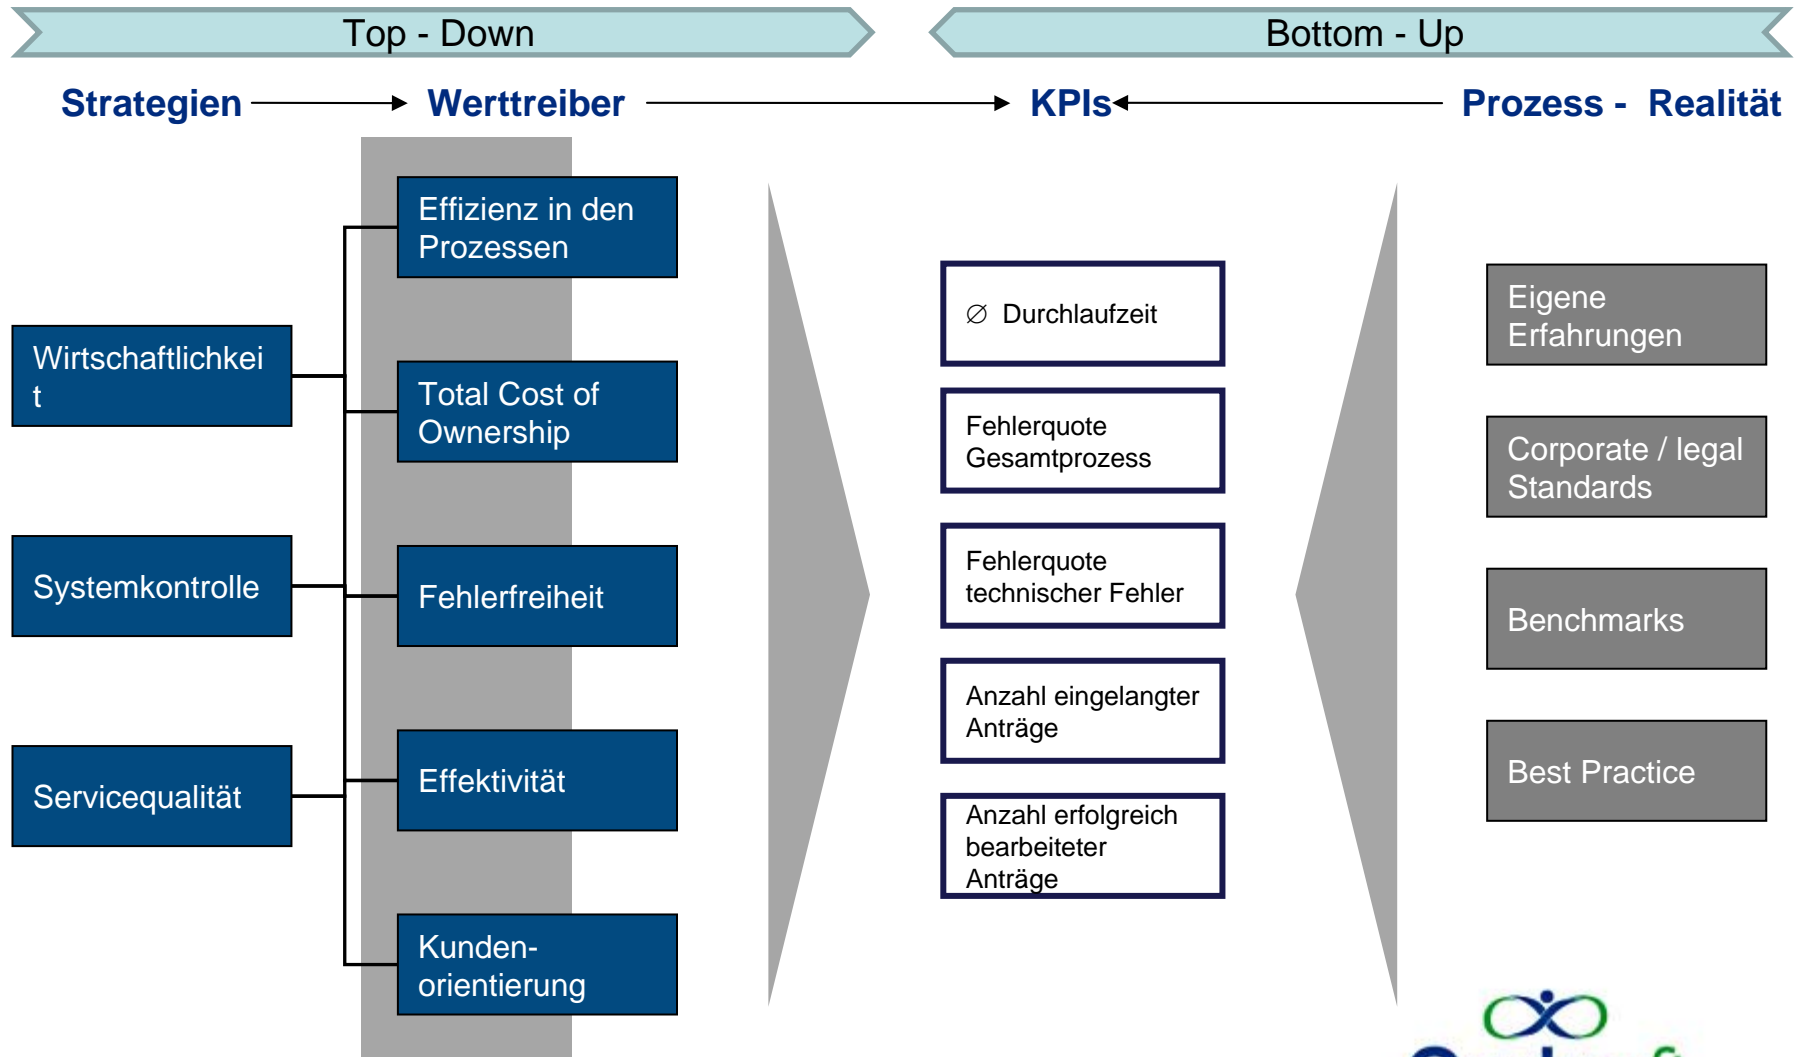 Top - Down
Bottom - Up
Strategien
Werttreiber
KPIs
Prozess - Realität
Wirtschaftlichkei
t
Systemkontrolle
Servicequalität
Effizienz in den
Prozessen
Total Cost of
Ownership
Fehlerfreiheit
Effektivität
Kunden-
orientierung
∅ Durchlaufzeit
Fehlerquote
Gesamtprozess
Fehlerquote
technischer Fehler
Anzahl eingelangter
Anträge
Anzahl erfolgreich
bearbeiteter
Anträge
Eigene
Erfahrungen
Corporate / legal
Standards
Benchmarks
Best Practice